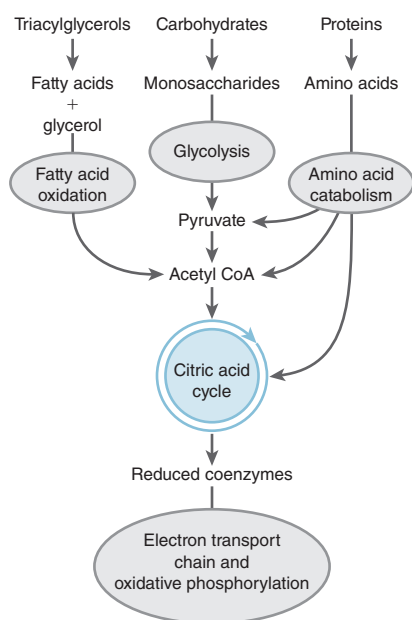 Triacylglycerols
Carbohydrates
Proteins
Fatty acids
+
glycerol
Monosaccharides
Amino acids
Fatty acid
oxidation
Glycolysis
Amino acid
catabolism
Pyruvate
Acetyl CoA
Citric acid
cycle
Reduced coenzymes
Electron transport
chain and
oxidative phosphorylation